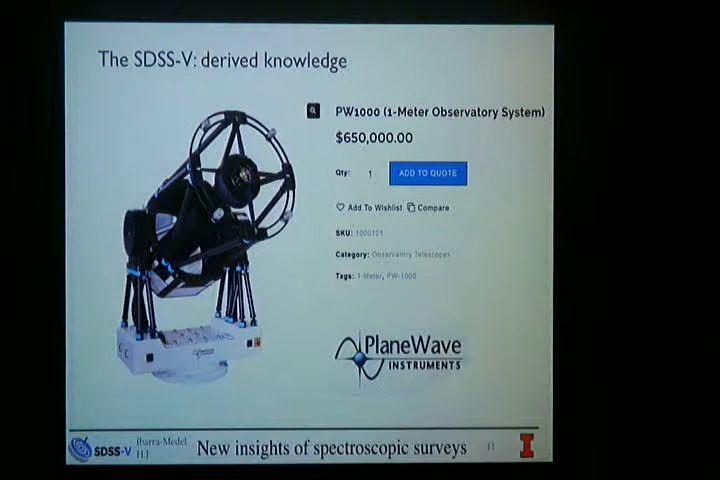 The SDSS-V: derived knowledge
PW1000 (1-Meter Observatory System)
$650,000.00
Qty: 1 ADD TO QUOTE
Add To Wishlist Compare
SKU: 1000101
Category: Observatory Telescopes
Tags: 1-Meter, PW-1000
PlaneWave
INSTRUMENTS
SDSS-V
Ibarra-Medel
H.J
New insights of spectroscopic surveys
11
I